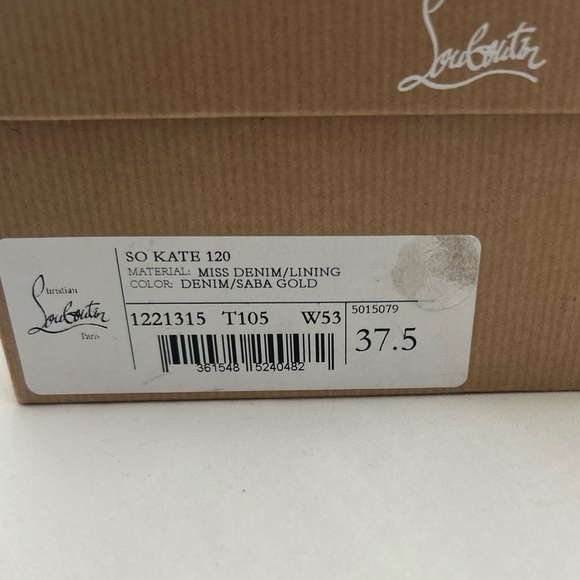 Louboutin
SO KATE 120
MATERIAL: MISS DENIM/LINING
COLOR: DENIM/SABA GOLD
Christian
Louboutin
Paris
1221315 T105 W53
5015079
37.5
361548 5240482